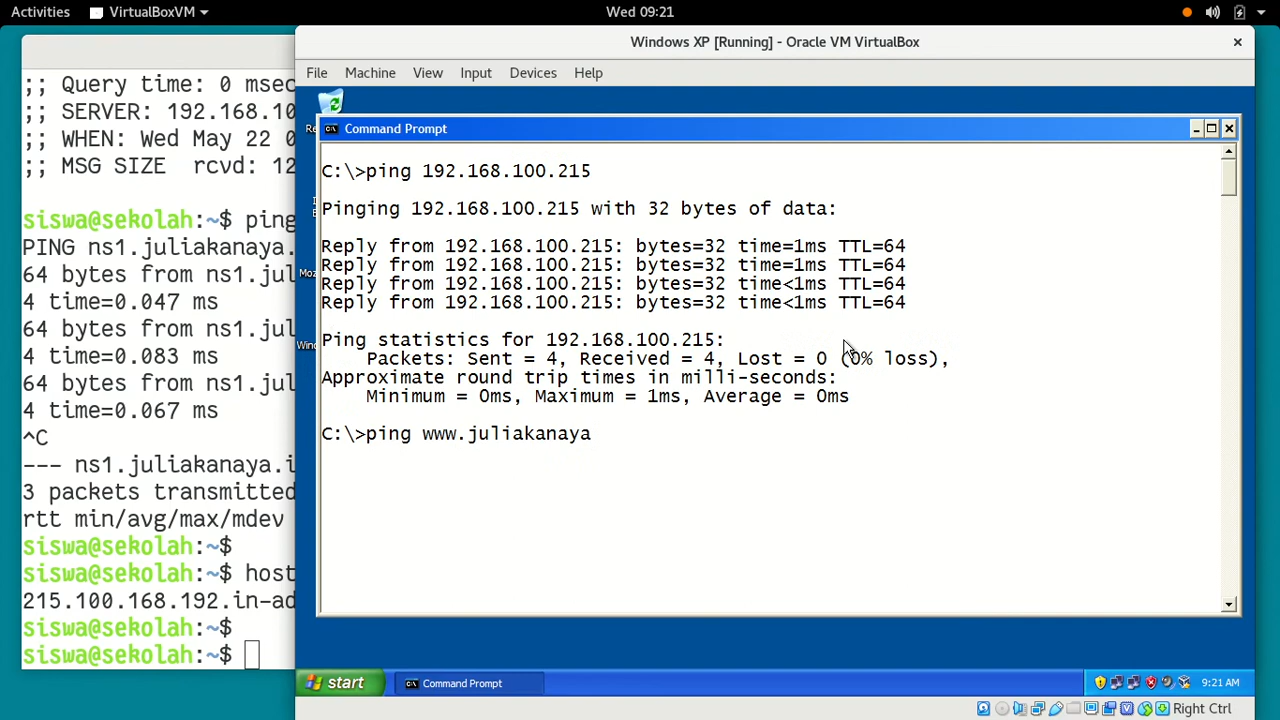 Activities VirtualBoxVM Wed 09:21
Windows XP [Running] - Oracle VM VirtualBox
File Machine View Input Devices Help
;; Query time: 0 msec
;; SERVER: 192.168.10
;; WHEN: Wed May 22 0
;; MSG SIZE rcvd: 12
siswa@sekolah:~$ ping
PING ns1.juliakanaya.
64 bytes from ns1.jul
4 time=0.047 ms
64 bytes from ns1.jul
4 time=0.083 ms
64 bytes from ns1.jul
4 time=0.067 ms
^C
--- ns1.juliakanaya.i
3 packets transmitted
rtt min/avg/max/mdev
siswa@sekolah:~$
siswa@sekolah:~$ host
215.100.168.192.in-ad
siswa@sekolah:~$
siswa@sekolah:~$
Re
Moz
Wind
Command Prompt
C:\>ping 192.168.100.215
Pinging 192.168.100.215 with 32 bytes of data:
Reply from 192.168.100.215: bytes=32 time=1ms TTL=64
Reply from 192.168.100.215: bytes=32 time=1ms TTL=64
Reply from 192.168.100.215: bytes=32 time<1ms TTL=64
Reply from 192.168.100.215: bytes=32 time<1ms TTL=64
Ping statistics for 192.168.100.215:
Packets: Sent = 4, Received = 4, Lost = 0 (0% loss),
Approximate round trip times in milli-seconds:
Minimum = 0ms, Maximum = 1ms, Average = 0ms
C:\>ping www.juliakanaya
start Command Prompt 9:21 AM
Right Ctrl